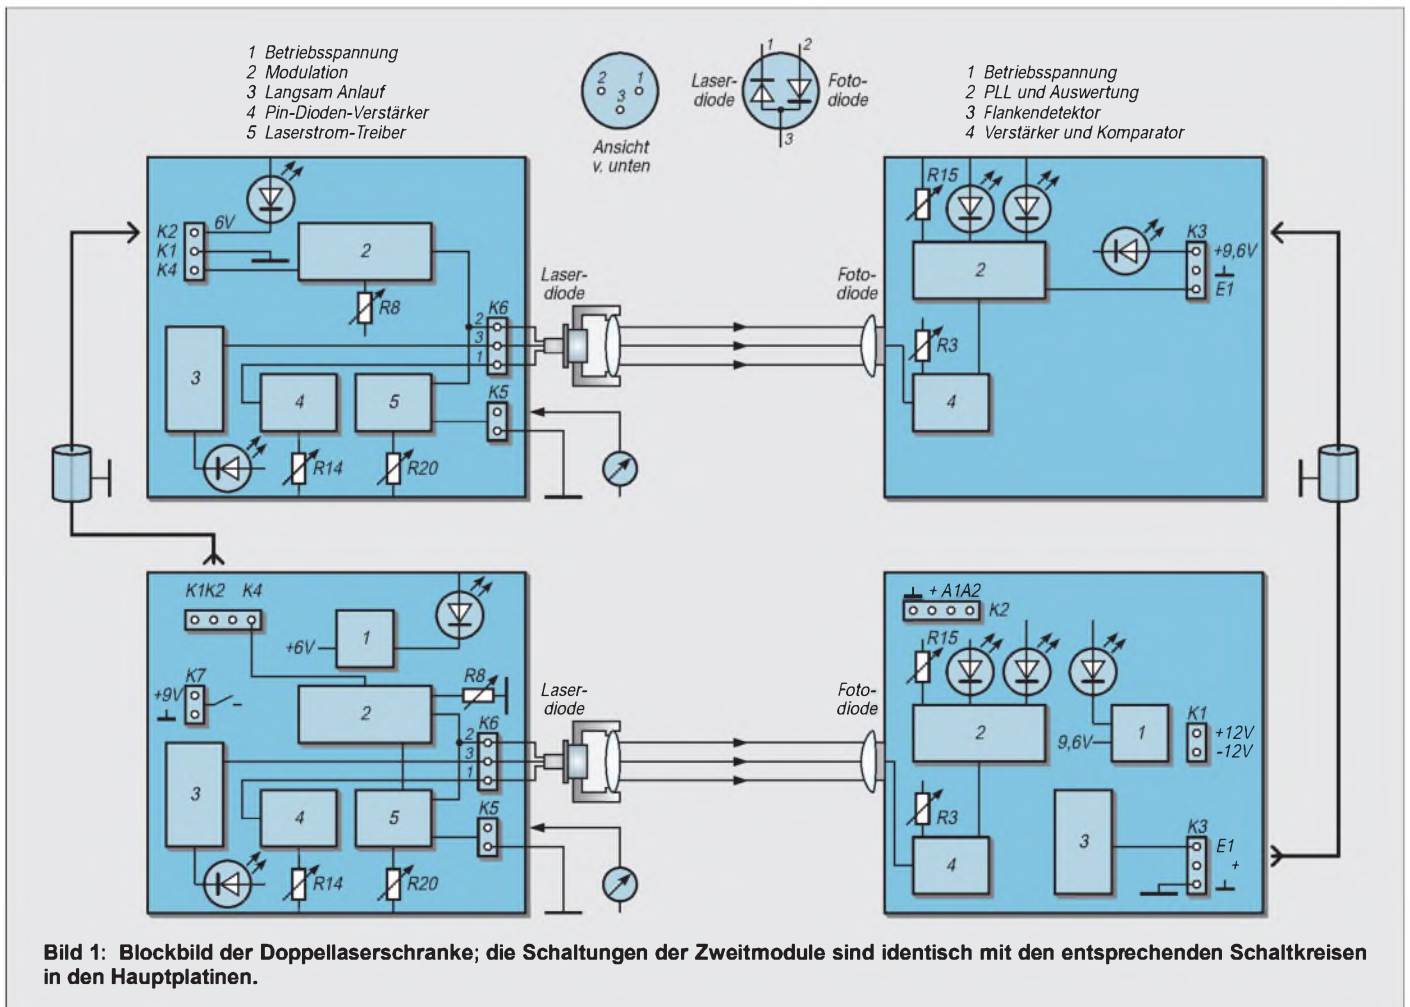 1 Betriebsspannung
2 Modulation
3 Langsam Anlauf
4 Pin-Dioden-Verstärker
5 Laserstrom-Treiber
2 1
3
Ansicht
v. unten
1 2
Laser-
diode
Foto-
diode
3
1 Betriebsspannung
2 PLL und Auswertung
3 Flankendetektor
4 Verstärker und Komparator
K2
K1
K4
6V
2
R8
K6
2
3
1
3
4
5
K5
R14
R20
Laser-
diode
Foto-
diode
R15
2
K3
+9,6V
E1
R3
4
K1K2 K4
+6V
1
K7
+9V
R8
2
K6
2
3
1
3
4
5
K5
R14
R20
Laser-
diode
Foto-
diode
+ A1A2
K2
R15
2
9,6V
1
K1
+12V
-12V
R3
4
3
K3
E1
+
Bild 1: Blockbild der Doppellaserschranke; die Schaltungen der Zweitmodule sind identisch mit den entsprechenden Schaltkreisen
in den Hauptplatinen.